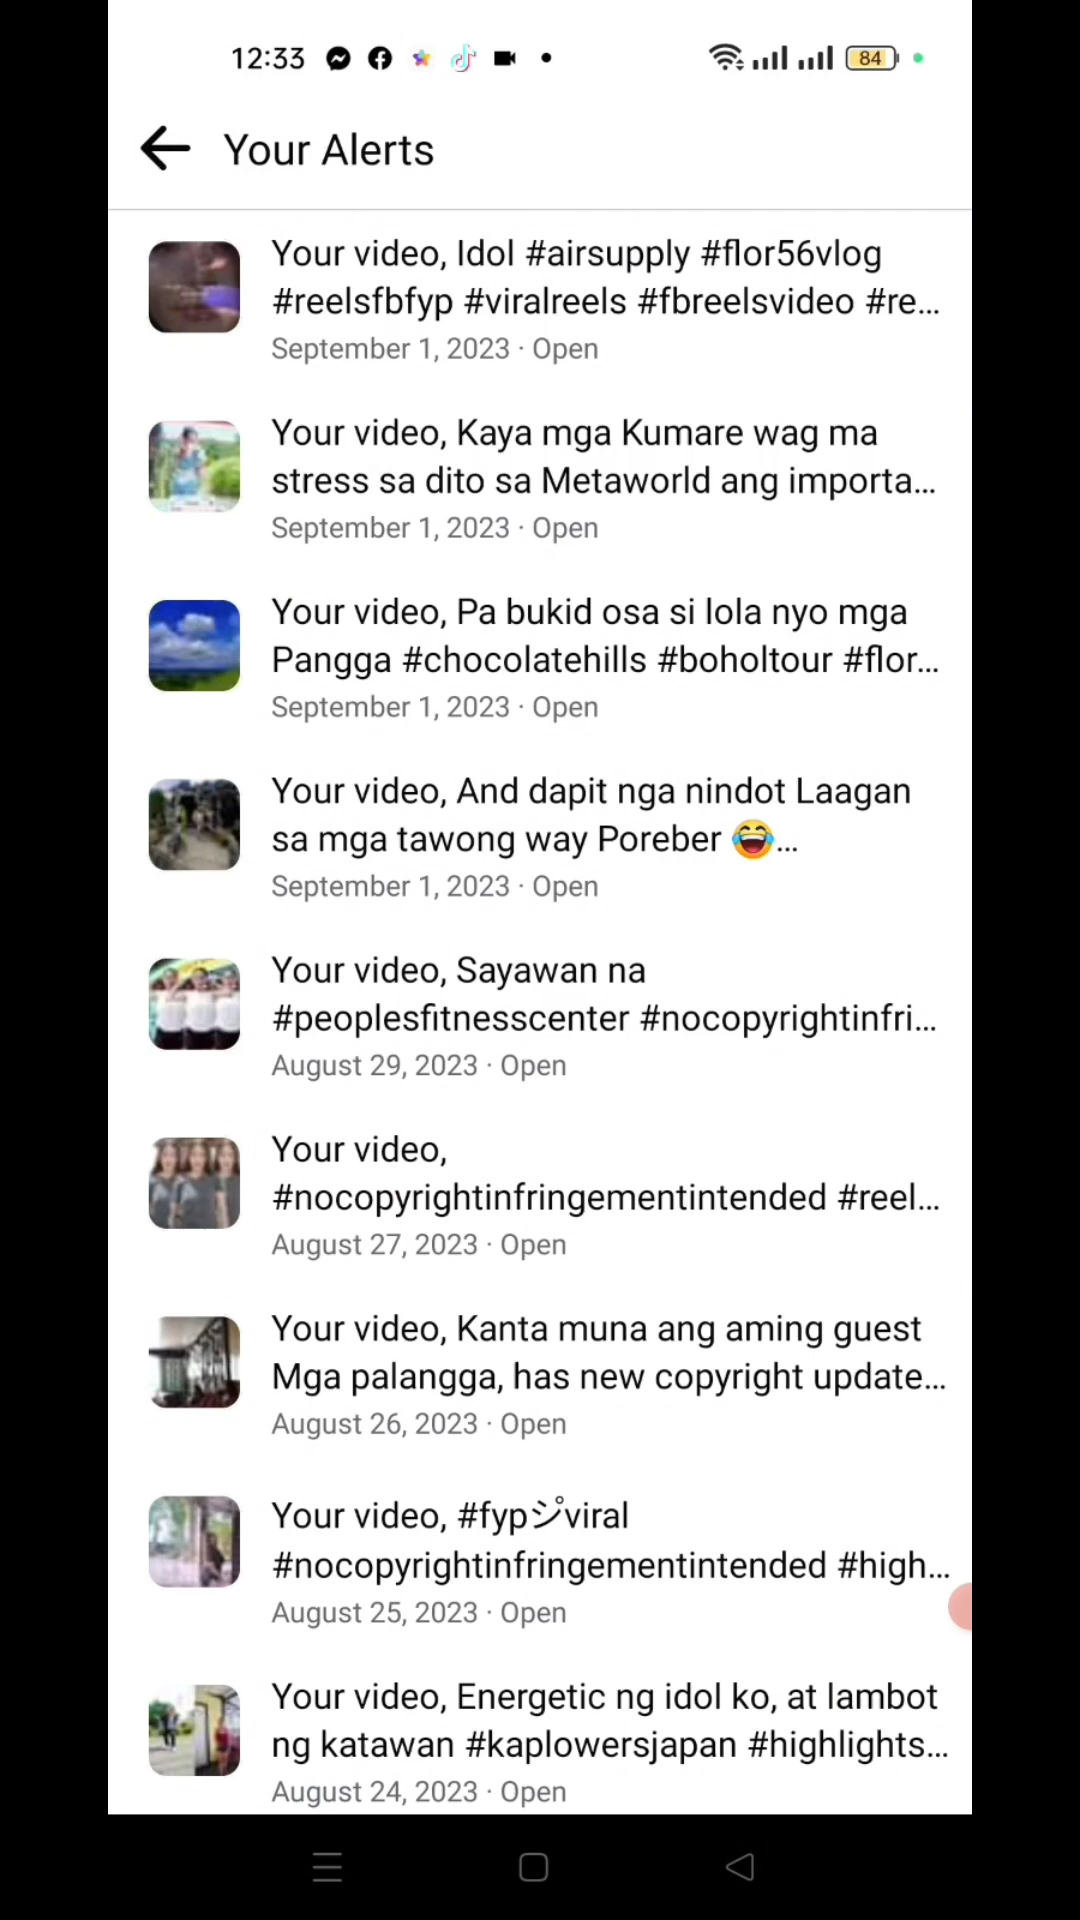 12:33
84
Your Alerts
Your video, Idol #airsupply #flor56vlog
#reelsfbfyp #viralreels #fbreelsvideo #re...
September 1, 2023 · Open
Your video, Kaya mga Kumare wag ma
stress sa dito sa Metaworld ang importa...
September 1, 2023 · Open
Your video, Pa bukid osa si lola nyo mga
Pangga #chocolatehills #boholtour #flor...
September 1, 2023 · Open
Your video, And dapit nga nindot Laagan
sa mga tawong way Poreber 😂...
September 1, 2023 · Open
Your video, Sayawan na
#peoplesfitnesscenter #nocopyrightinfri...
August 29, 2023 · Open
Your video,
#nocopyrightinfringementintended #reel...
August 27, 2023 · Open
Your video, Kanta muna ang aming guest
Mga palangga, has new copyright update...
August 26, 2023 · Open
Your video, #fypシ゚viral
#nocopyrightinfringementintended #high...
August 25, 2023 · Open
Your video, Energetic ng idol ko, at lambot
ng katawan #kaplowersjapan #highlights...
August 24, 2023 · Open